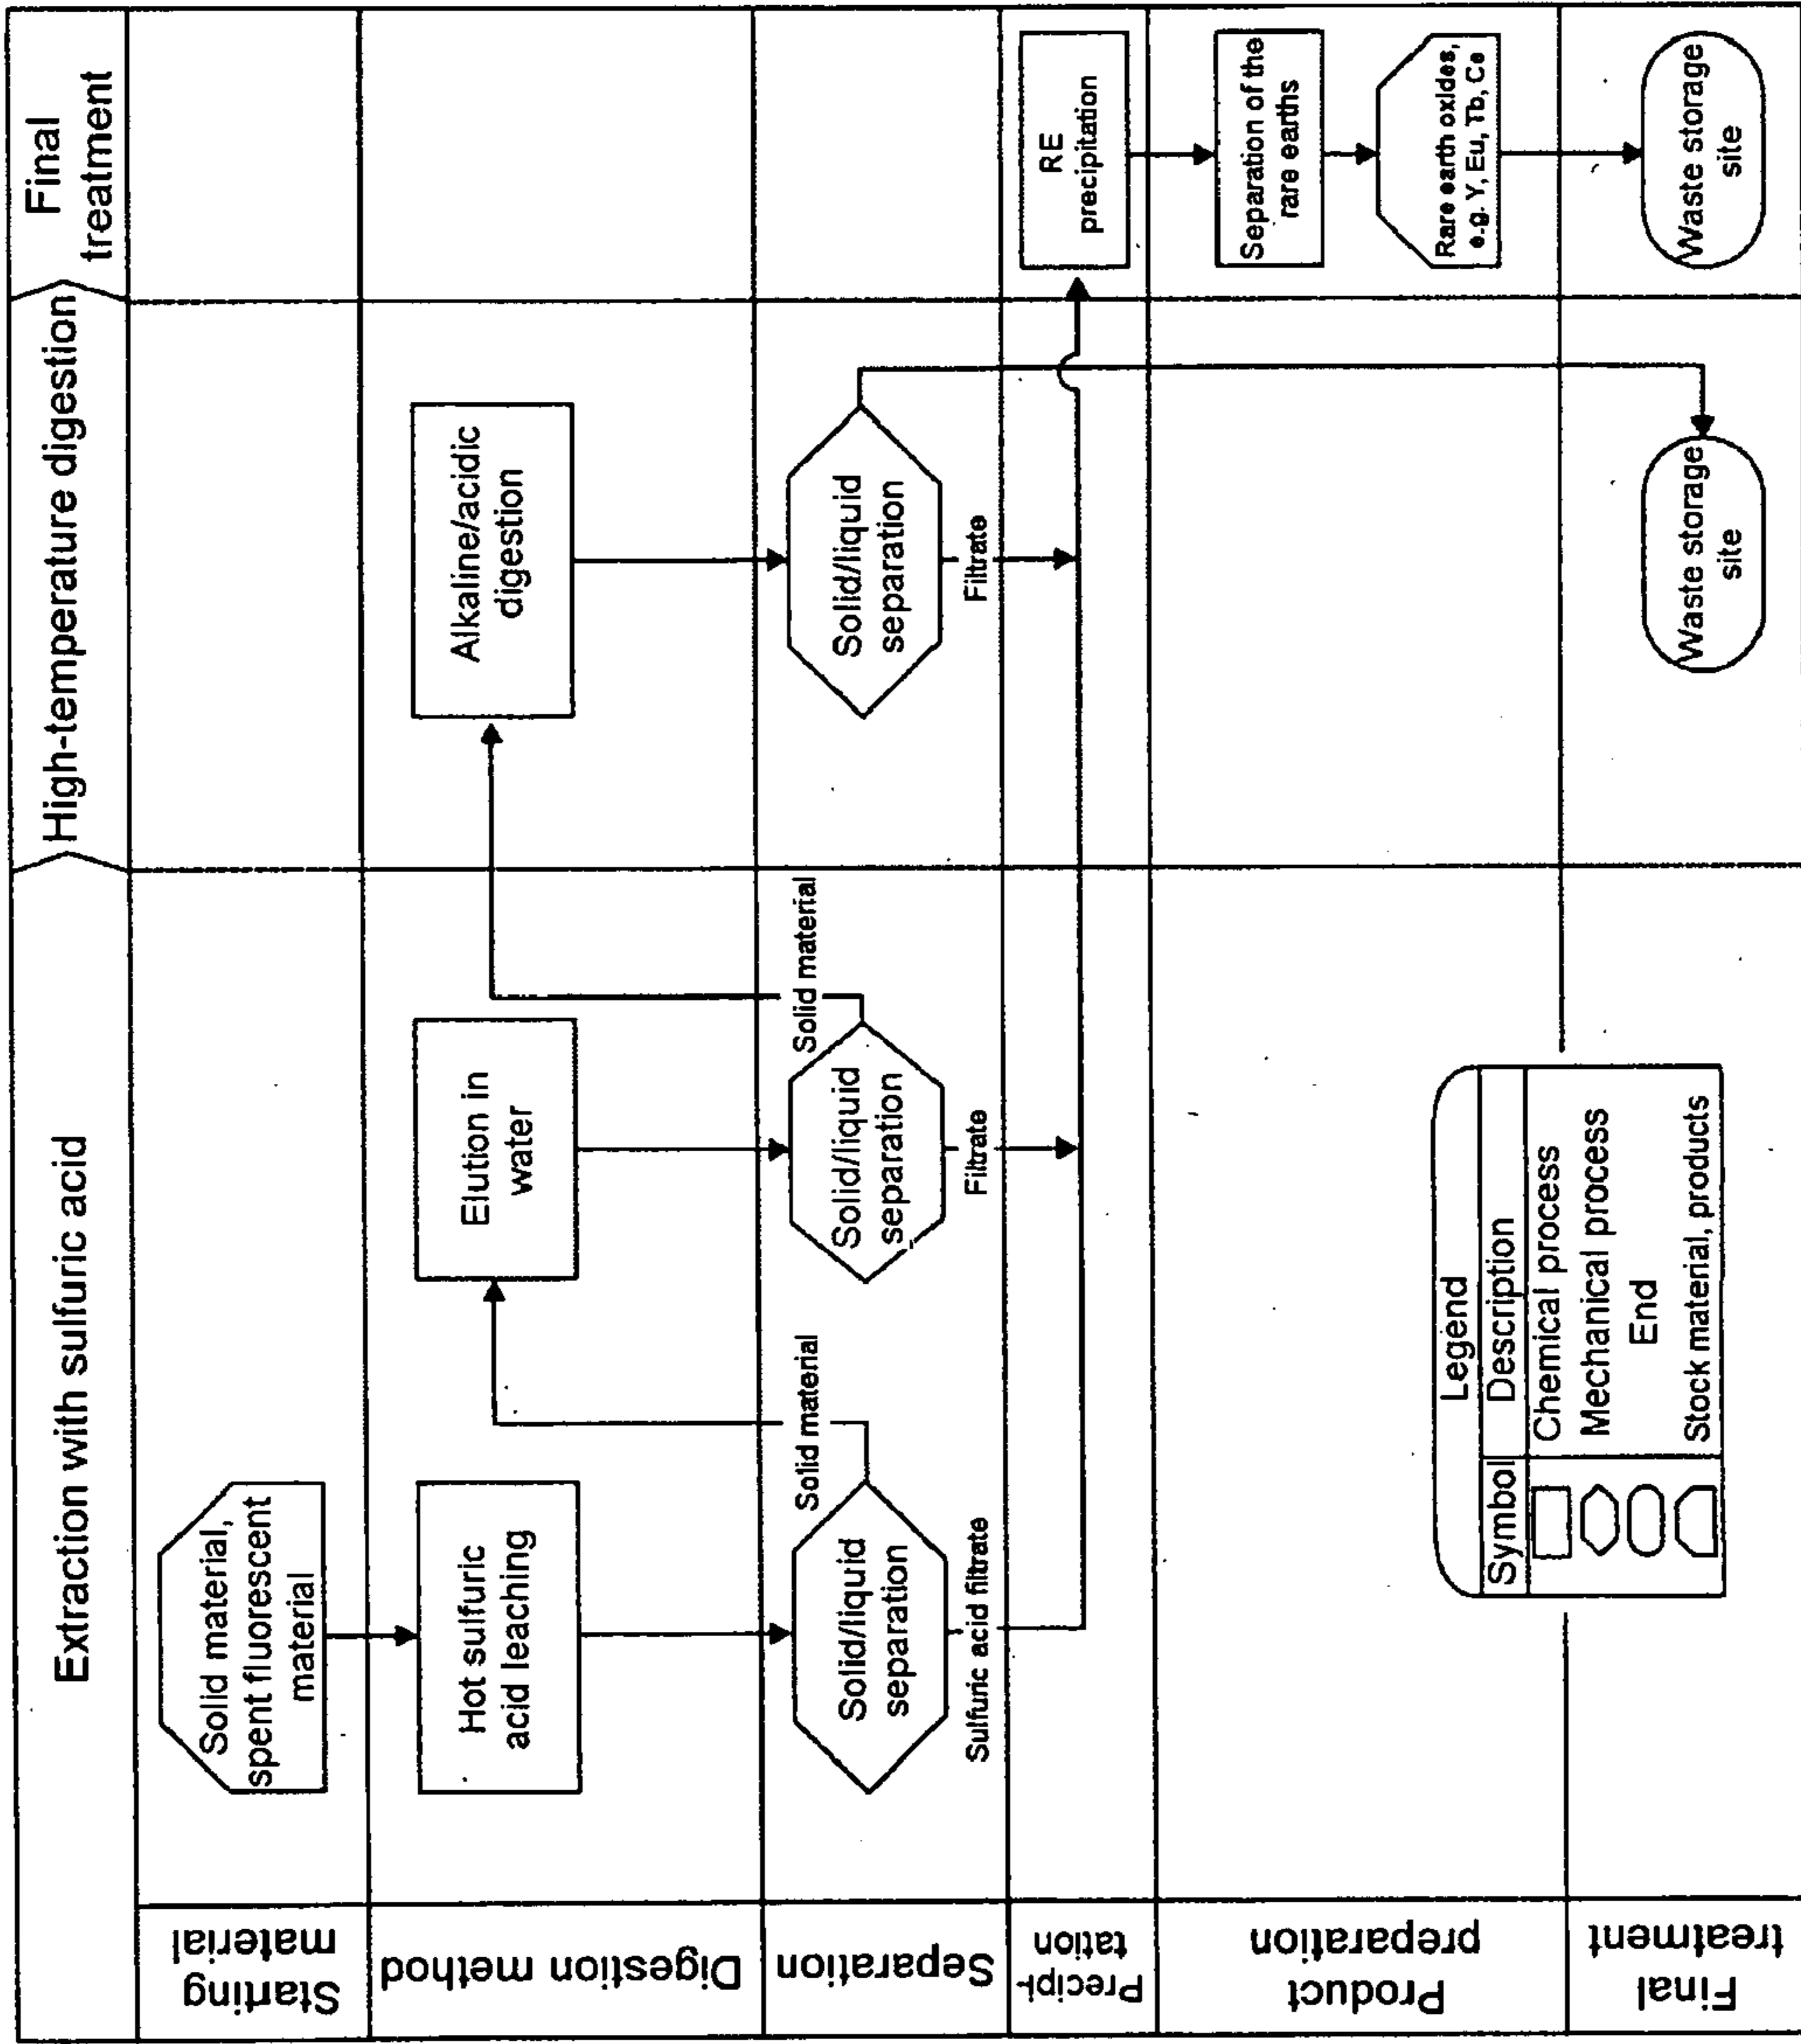 Extraction with sulfuric acid
High-temperature digestion
Final
treatment
Starting
material
Solid material,
spent fluorescent
material
Digestion method
Hot sulfuric
acid leaching
Elution in
water
Alkaline/acidic
digestion
Separation
Solid/liquid
separation
Solid material
Sulfuric acid filtrate
Solid/liquid
separation
Solid material
Filtrate
Solid/liquid
separation
Filtrate
Precipi-
tation
RE
precipitation
Product
preparation
Separation of the
rare earths
Rare earth oxides,
e.g. Y, Eu, Tb, Ce
Final
treatment
Waste storage
site
Waste storage
site
Legend
Symbol Description
Chemical process
Mechanical process
End
Stock material, products